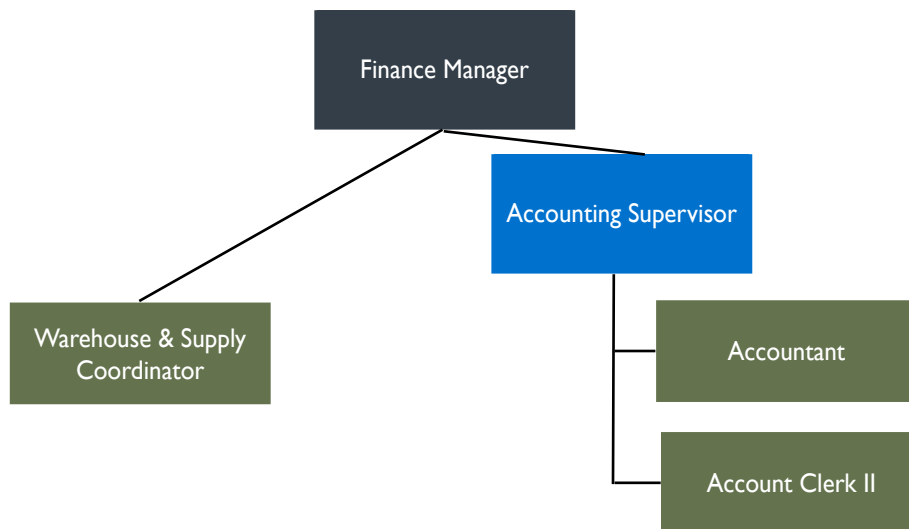 Finance Manager
Accounting Supervisor
Warehouse & Supply
Coordinator
Accountant
Account Clerk II